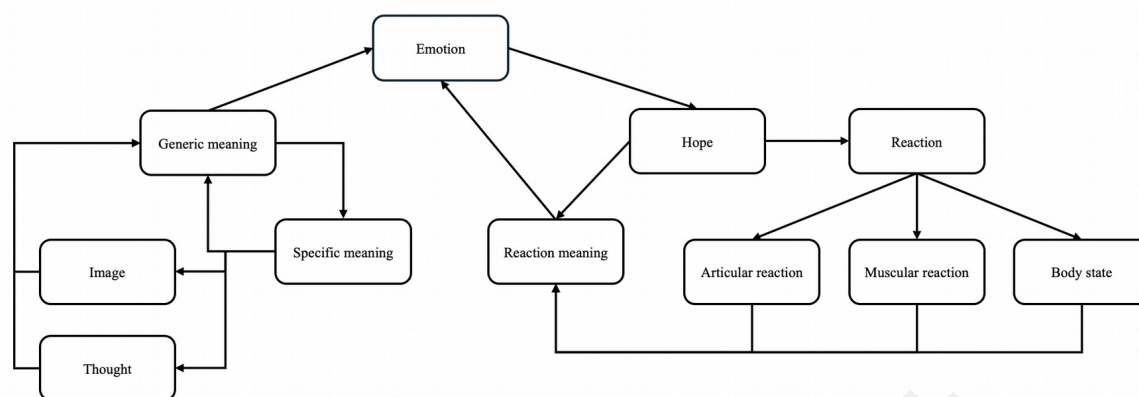 Emotion
Generic meaning
Hope
Reaction
Specific meaning
Reaction meaning
Image
Articular reaction
Muscular reaction
Body state
Thought